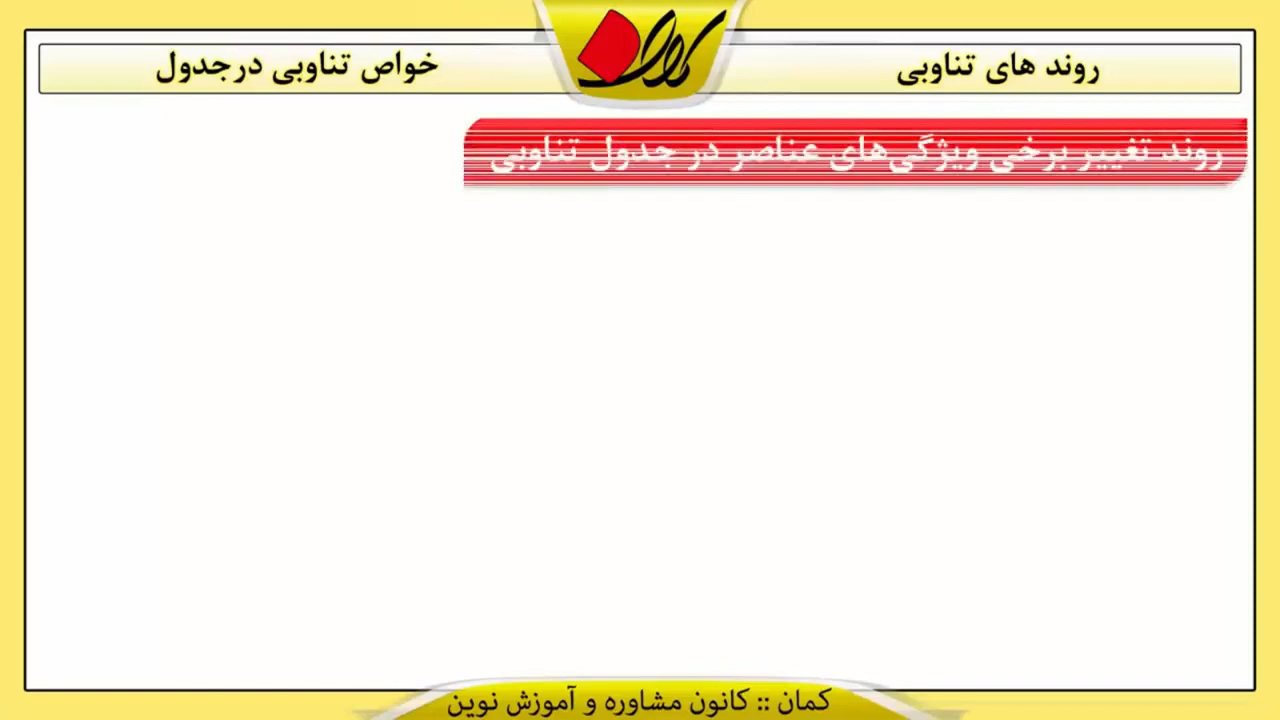 روند های تناوبی
خواص تناوبی درجدول
کمان
روند تغییر برخی ویژگی‌های عناصر در جدول تناوبی
کمان :: کانون مشاوره و آموزش نوین